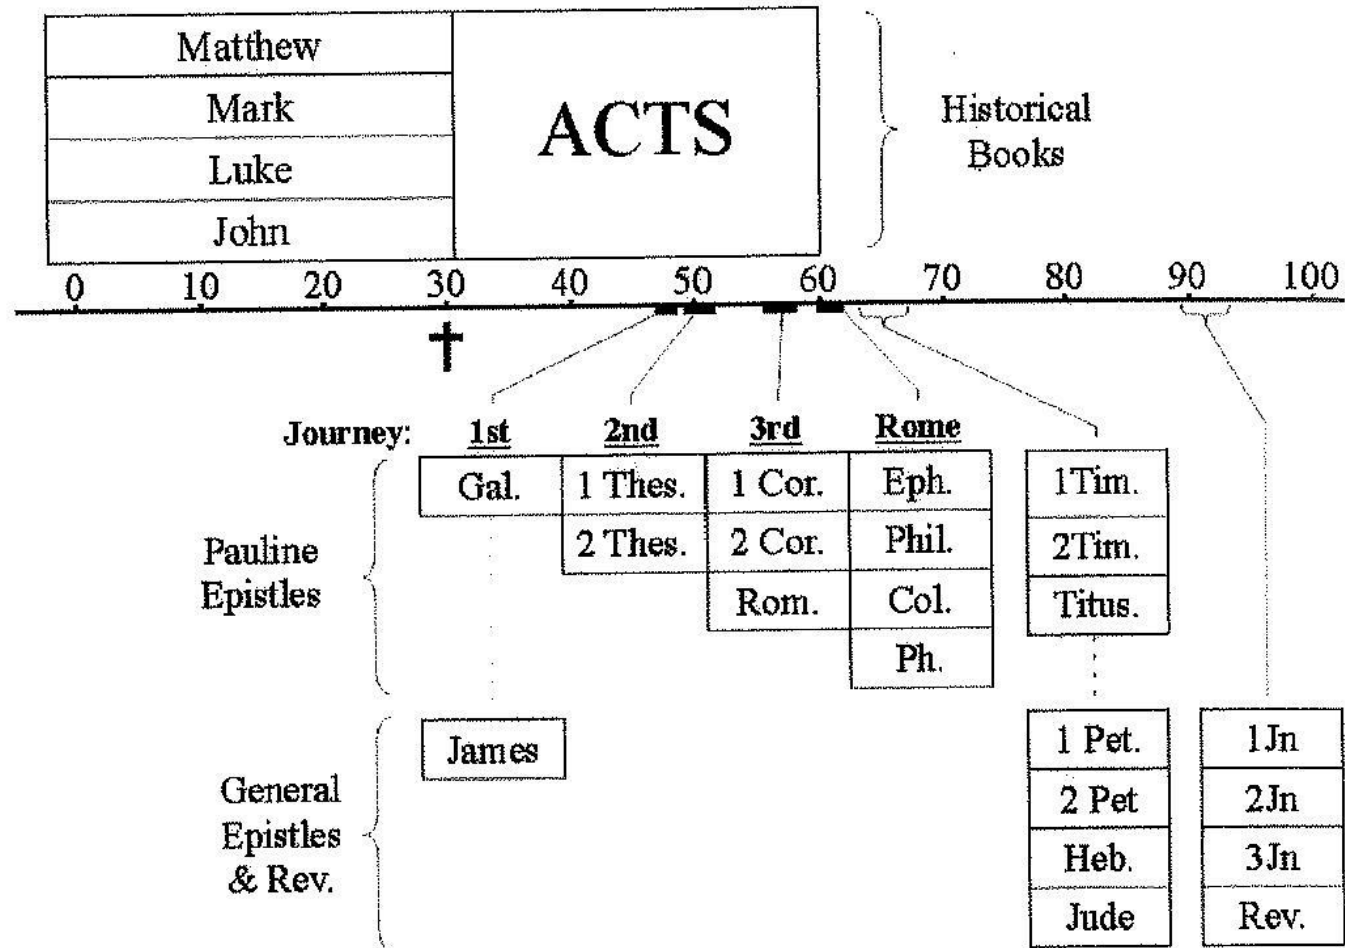 Matthew
Mark
Luke
John
ACTS
Historical
Books
0 10 20 30 40 50 60 70 80 90 100
Journey: 1st 2nd 3rd Rome
Pauline
Epistles
Gal. 1 Thes. 1 Cor. Eph. 1Tim.
2 Thes. 2 Cor. Phil. 2Tim.
Rom. Col. Titus.
Ph.
General
Epistles
& Rev.
James 1 Pet. 1Jn
2 Pet 2Jn
Heb. 3Jn
Jude Rev.